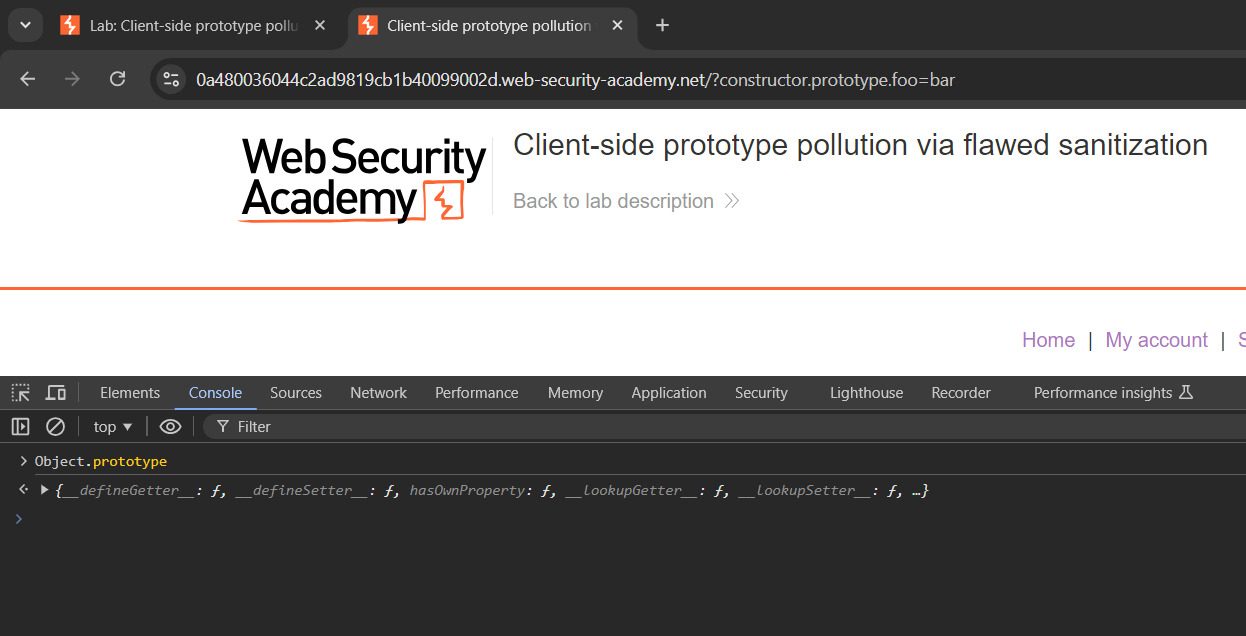 Lab: Client-side prototype pollu
Client-side prototype pollution
0a480036044c2ad9819cb1b40099002d.web-security-academy.net/?constructor.prototype.foo=bar
Web Security
Academy
Client-side prototype pollution via flawed sanitization
Back to lab description
Home | My account | S
Elements Console Sources Network Performance Memory Application Security Lighthouse Recorder Performance insights
top ▼ Filter
> Object.prototype
{__defineGetter__: ƒ, __defineSetter__: ƒ, hasOwnProperty: ƒ, __lookupGetter__: ƒ, __lookupSetter__: ƒ, …}
>